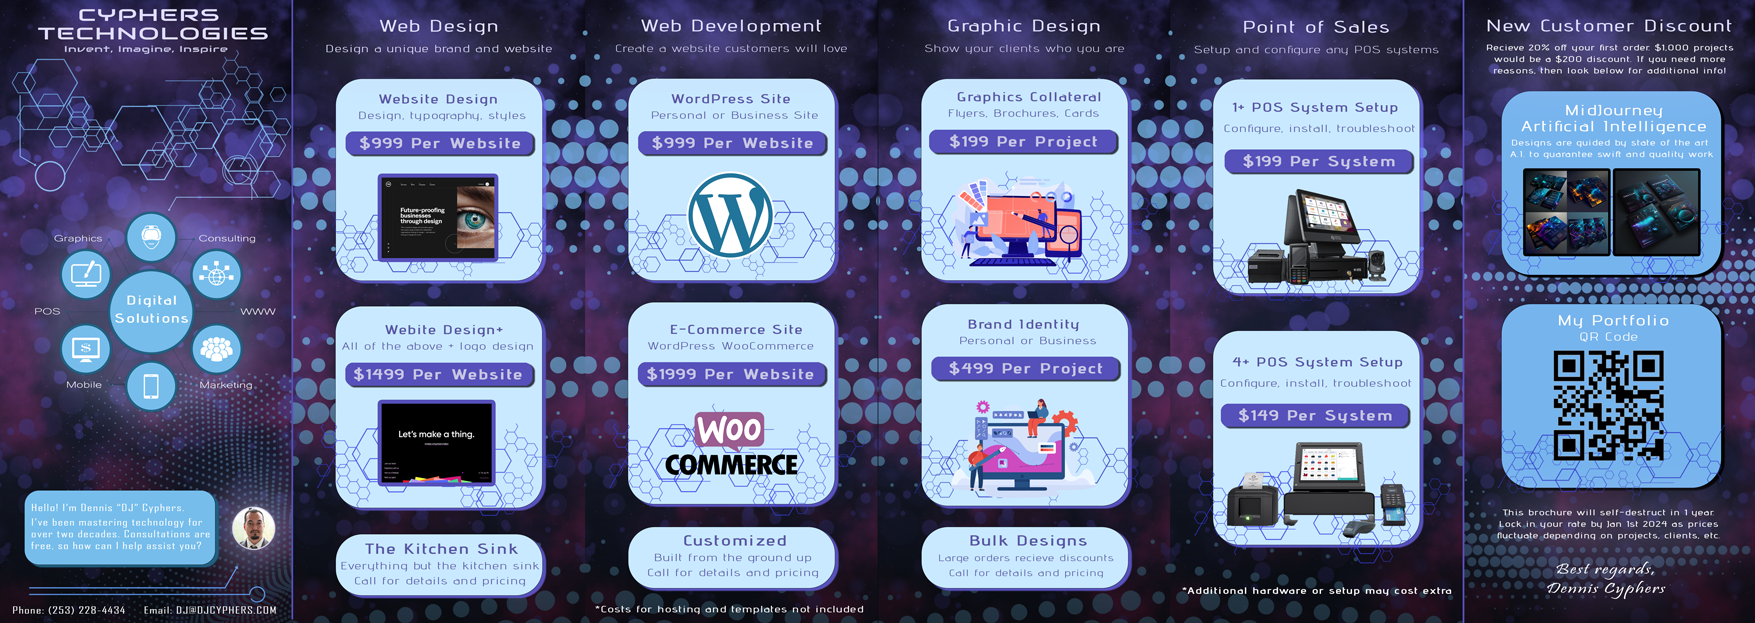 CYPHERS
TECHNOLOGIES
Invent, Imagine, Inspire
Graphics
Consulting
POS
Digital
Solutions
WWW
Mobile
Marketing
Hello! I'm Dennis "DJ" Cyphers.
I've been mastering technology for
over two decades. Consultations are
free, so how can I help assist you?
Phone: (253) 228-4434 Email: DJ@DJCYPHERS.COM
Web Design
Design a unique brand and website
Website Design
Design, typography, styles
$999 Per Website
Future-proofing
businesses
through design
Webite Design+
All of the above + logo design
$1499 Per Website
Let's make a thing.
The Kitchen Sink
Everything but the kitchen sink
Call for details and pricing
Web Development
Create a website customers will love
WordPress Site
Personal or Business Site
$999 Per Website
W
E-Commerce Site
WordPress WooCommerce
$1999 Per Website
WOO
COMMERCE
Customized
Built from the ground up
Call for details and pricing
*Costs for hosting and templates not included
Graphic Design
Show your clients who you are
Graphics Collateral
Flyers, Brochures, Cards
$199 Per Project
Brand Identity
Personal or Business
$499 Per Project
Bulk Designs
Large orders recieve discounts
Call for details and pricing
Point of Sales
Setup and configure any POS systems
1+ POS System Setup
Configure, install, troubleshoot
$199 Per System
4+ POS System Setup
Configure, install, troubleshoot
$149 Per System
*Additional hardware or setup may cost extra
New Customer Discount
Recieve 20% off your first order. $1,000 projects
would be a $200 discount. If you need more
reasons, then look below for additional info!
MidJourney
Artificial Intelligence
Designs are guided by state of the art
A.I. to guarantee swift and quality work
My Portfolio
QR Code
This brochure will self-destruct in 1 year.
Lock in your rate by Jan 1st 2024 as prices
fluctuate depending on projects, clients, etc.
Best regards,
Dennis Cyphers